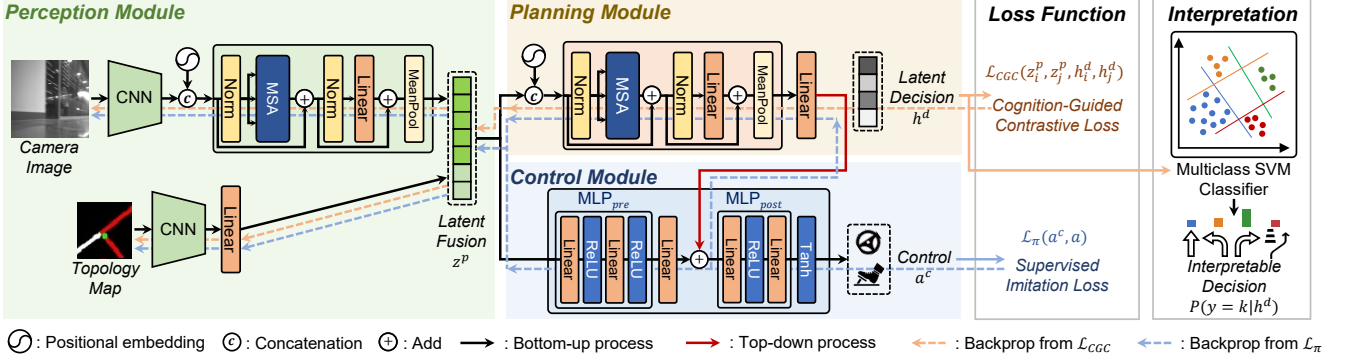 Perception Module
Planning Module
Loss Function
Interpretation
CNN
Norm
MSA
Norm
Linear
MeanPool
Camera
Image
c
Norm
MSA
Norm
Linear
MeanPool
Linear
c
Latent
Decision
h^d
ℒ_CGC(z_i^p, z_j^p, h_i^d, h_j^d)
Cognition-Guided
Contrastive Loss
Multiclass SVM
Classifier
Control Module
CNN
Linear
Topology
Map
Latent
Fusion
z^p
MLP_pre
MLP_post
Linear
ReLU
Linear
ReLU
Linear
Linear
ReLU
Linear
Tanh
Control
a^c
ℒ_π(a^c, a)
Supervised
Imitation Loss
Interpretable
Decision
P(y = k|h^d)
: Positional embedding
c : Concatenation
: Add
: Bottom-up process
: Top-down process
: Backprop from ℒ_CGC
: Backprop from ℒ_π